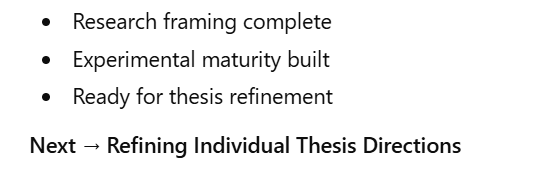 • Research framing complete
• Experimental maturity built
• Ready for thesis refinement
Next → Refining Individual Thesis Directions